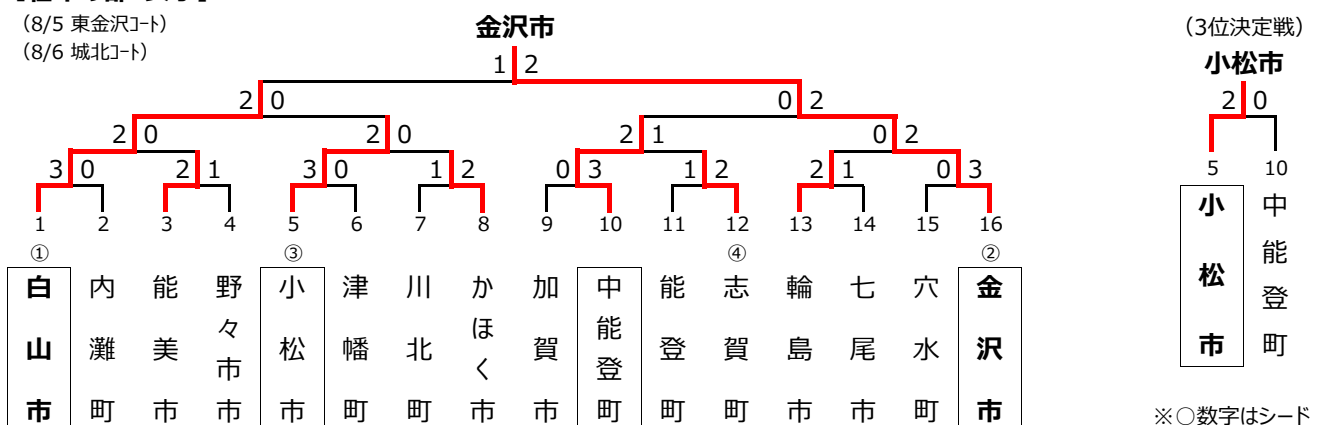 (8/5 東金沢ｺｰﾄ)
(8/6 城北ｺｰﾄ)
金沢市
(3位決定戦)
小松市
1 2
2 0 0 2
2 0
2 0 2 0 2 1 0 2
3 0 2 1 3 0 1 2 0 3 1 2 2 1 0 3
5 10
1 2 3 4 5 6 7 8 9 10 11 12 13 14 15 16
① ③ ④ ②
白山市
内灘町
能美市
野々市市
小松市
津幡町
川北町
かほく市
加賀市
中能登町
能登町
志賀町
輪島市
七尾市
穴水町
金沢市
小松市
中能登町
※○数字はシード